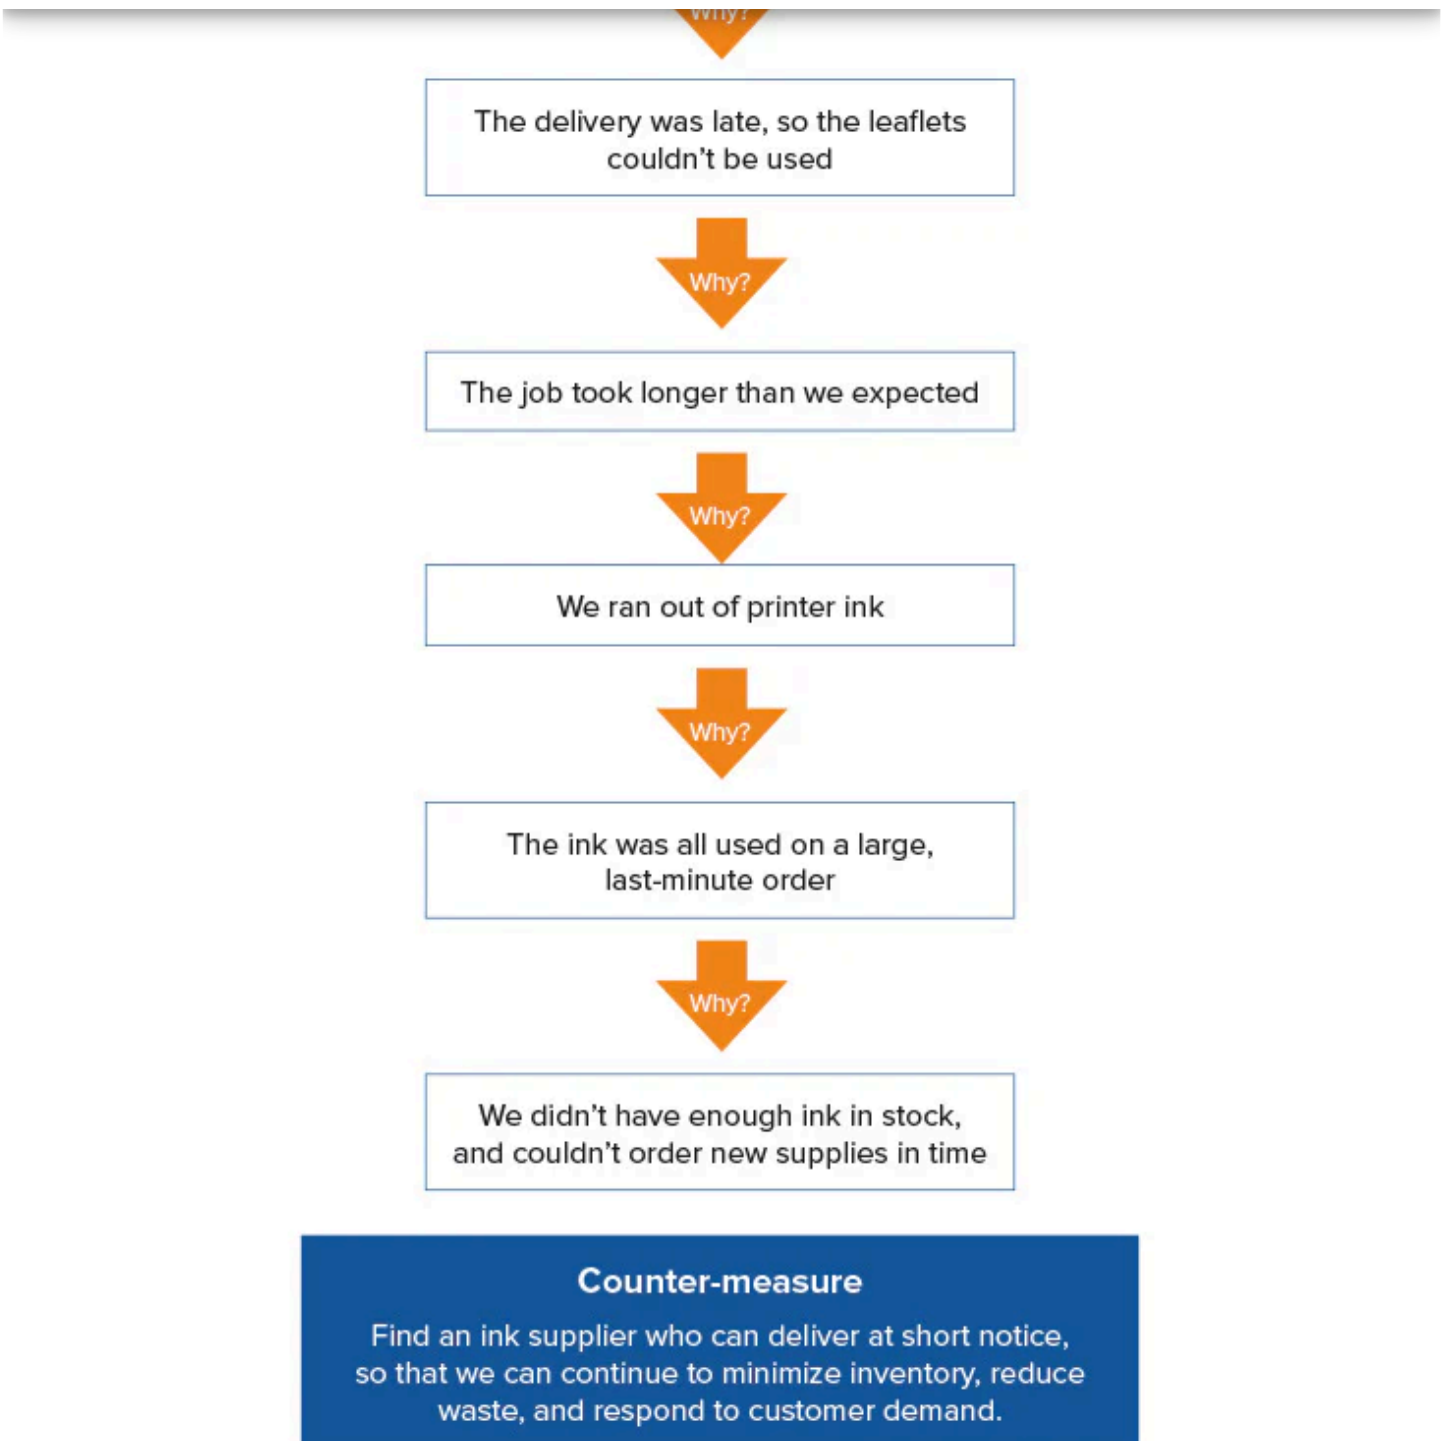 Why?
The delivery was late, so the leaflets
couldn't be used
Why?
The job took longer than we expected
Why?
We ran out of printer ink
Why?
The ink was all used on a large,
last-minute order
Why?
We didn't have enough ink in stock,
and couldn't order new supplies in time
Counter-measure
Find an ink supplier who can deliver at short notice,
so that we can continue to minimize inventory, reduce
waste, and respond to customer demand.